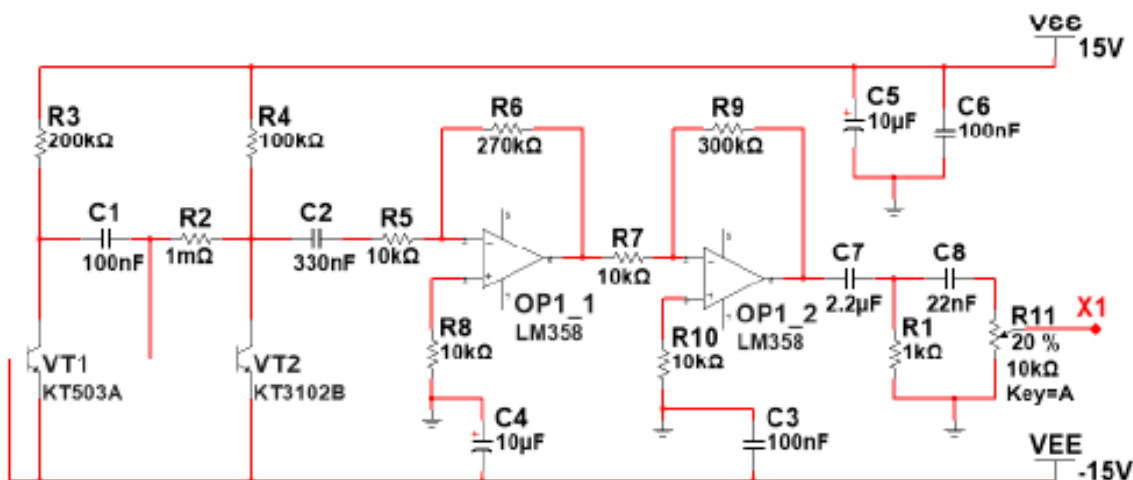 VCC
15V
R3
200kΩ
R4
100kΩ
R6
270kΩ
R9
300kΩ
C5
10µF
C6
100nF
C1
100nF
R2
1mΩ
C2
330nF
R5
10kΩ
R7
10kΩ
C7
2.2µF
C8
22nF
OP1_1
LM358
OP1_2
LM358
R8
10kΩ
R10
10kΩ
R1
1kΩ
R11
20 %
10kΩ
Key=A
X1
VT1
KT503A
VT2
KT3102B
C4
10µF
C3
100nF
VEE
-15V